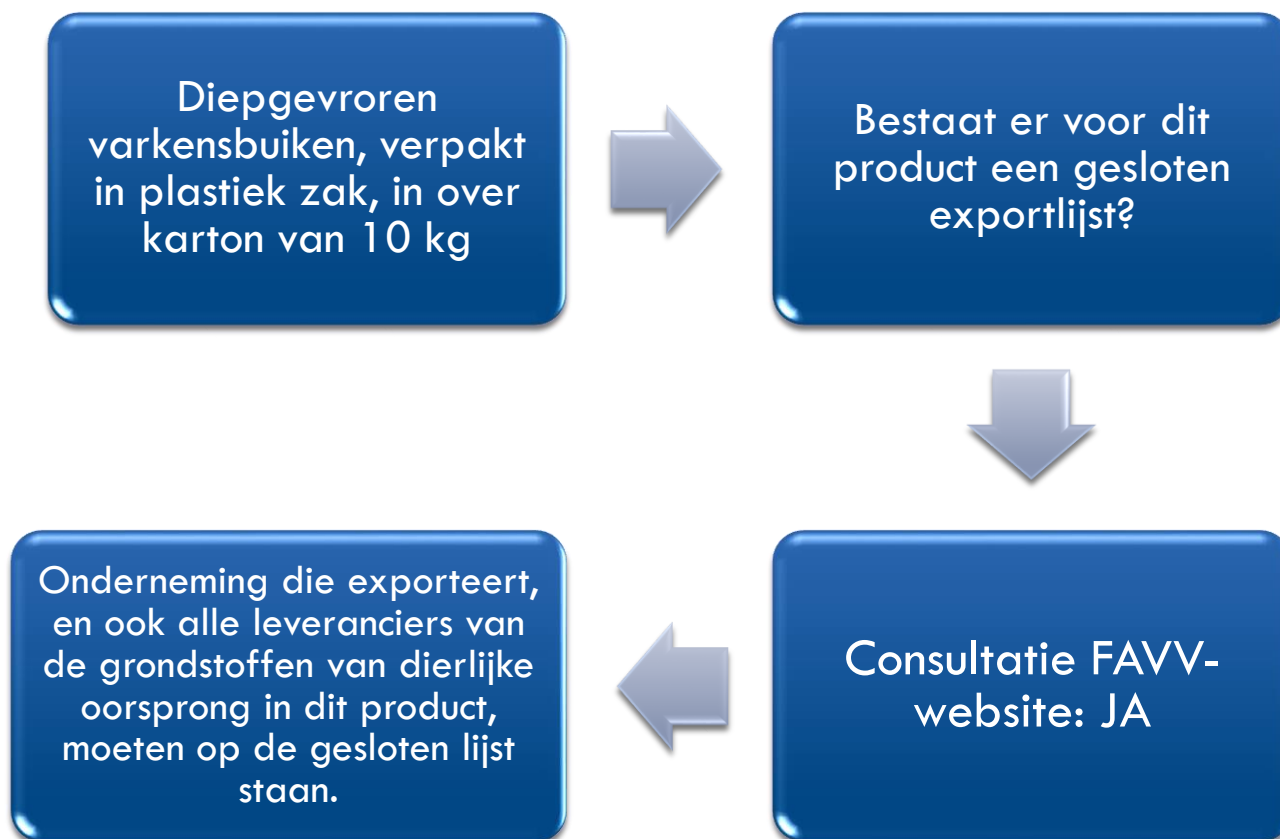 Diepgevroren
varkensbuiken, verpakt
in plastiek zak, in over
karton van 10 kg
Bestaat er voor dit
product een gesloten
exportlijst?
Consultatie FAVV-
website: JA
Onderneming die exporteert,
en ook alle leveranciers van
de grondstoffen van dierlijke
oorsprong in dit product,
moeten op de gesloten lijst
staan.